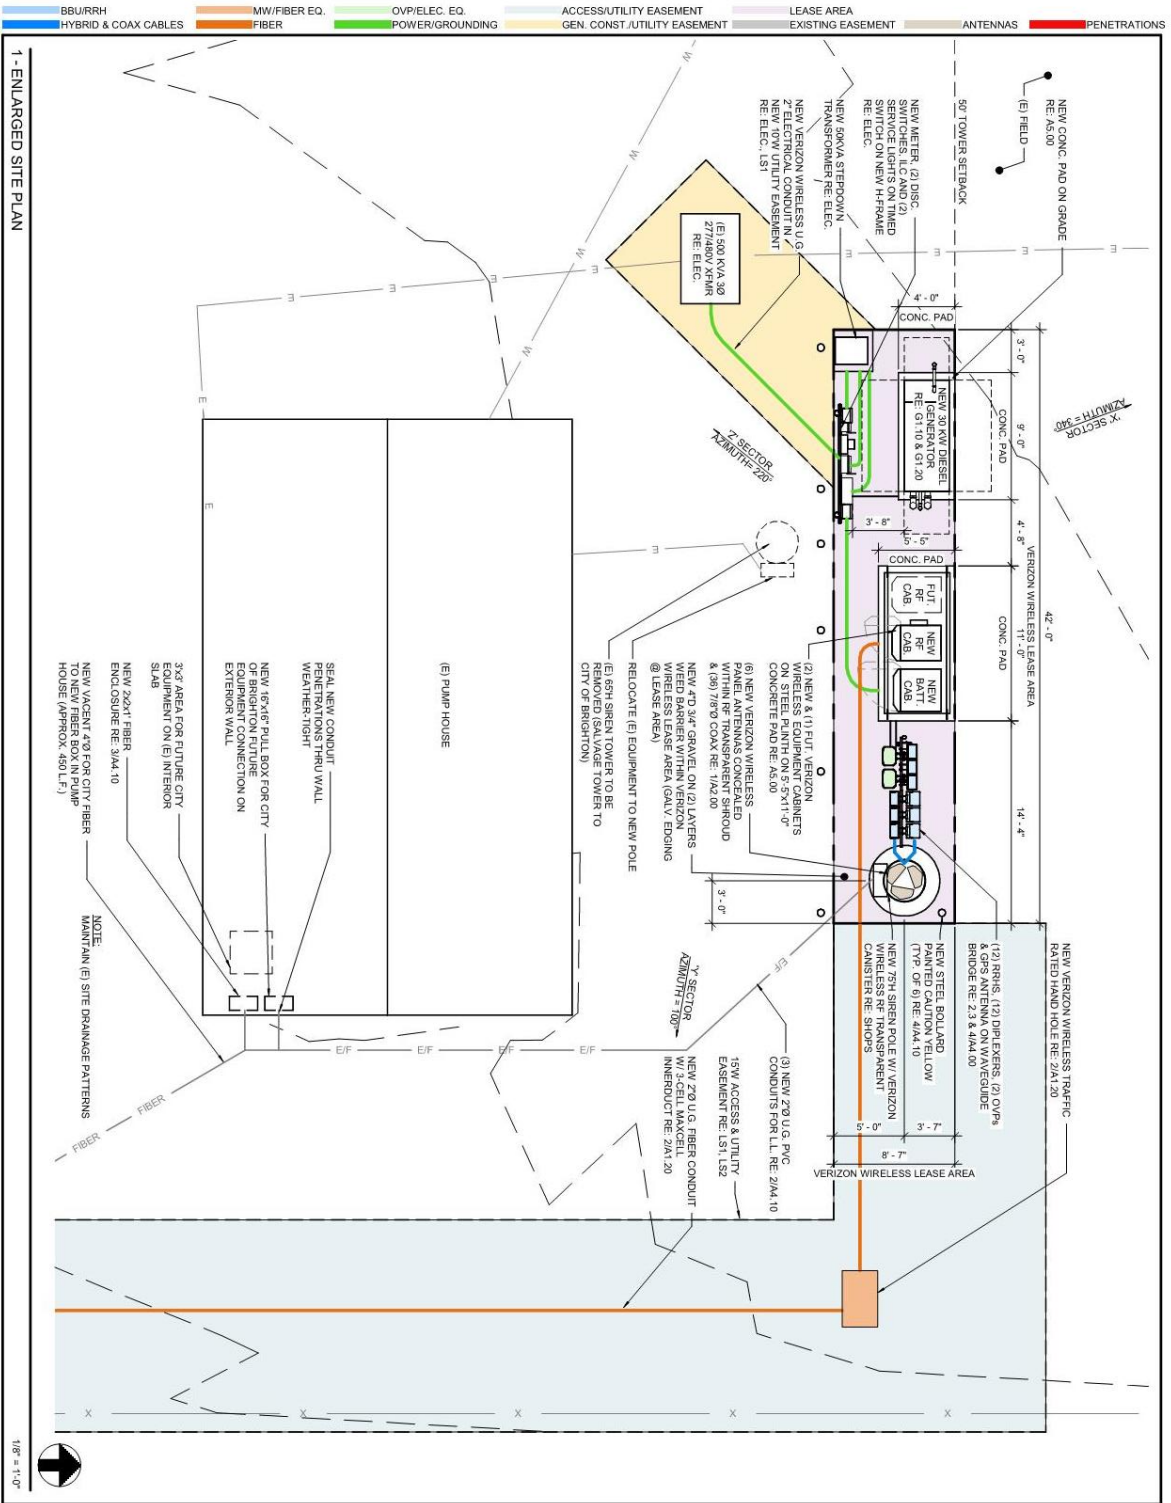 BBU/RRH
MW/FIBER EQ.
OVP/ELEC. EQ.
ACCESS/UTILITY EASEMENT
LEASE AREA
HYBRID & COAX CABLES
FIBER
POWER/GROUNDING
GEN. CONST./UTILITY EASEMENT
EXISTING EASEMENT
ANTENNAS
PENETRATIONS
1 - ENLARGED SITE PLAN
1/8" = 1'-0"
NEW CONC. PAD ON GRADE
RE: A5.00
(E) FIELD
50' TOWER SETBACK
NEW METER, (2) DISC.
SWITCHES, ILC AND (2)
SERVICE LIGHTS ON TIMED
SWITCH ON NEW H-FRAME
RE: ELEC.
NEW 50KVA STEPDOWN
TRANSFORMER RE: ELEC.
NEW VERIZON WIRELESS U.G.
2" ELECTRICAL CONDUIT IN
NEW 10'W UTILITY EASEMENT
RE: ELEC., LS1
(E) 500 KVA 3Ø
277/480V XFMR
RE: ELEC.
4' - 0"
CONC. PAD
3' - 0"
9' - 0"
CONC. PAD
4' - 8"
11' - 0"
CONC. PAD
14' - 4"
42' - 0"
VERIZON WIRELESS LEASE AREA
NEW 30 KW DIESEL
GENERATOR
RE: G1.10 & G1.20
3' - 8"
5' - 5"
CONC. PAD
FUT.
RF
CAB.
NEW
RF
CAB.
NEW
BATT.
CAB.
'X' SECTOR
AZIMUTH = 340°
'Z' SECTOR
AZIMUTH= 220°
'Y' SECTOR
AZIMUTH = 100°
(2) NEW & (1) FUT. VERIZON
WIRELESS EQUIPMENT CABINETS
ON STEEL PLINTH ON 5'-5"x11'-0"
CONCRETE PAD RE: A5.00
(6) NEW VERIZON WIRELESS
PANEL ANTENNAS CONCEALED
WITHIN RF TRANSPARENT SHROUD
& (36) 7/8"Ø COAX RE: 1/A2.00
NEW 4"D 3/4" GRAVEL ON (2) LAYERS
WEED BARRIER WITHIN VERIZON
WIRELESS LEASE AREA (GALV. EDGING
@ LEASE AREA)
RELOCATE (E) EQUIPMENT TO NEW POLE
(E) 65'H SIREN TOWER TO BE
REMOVED (SALVAGE TOWER TO
CITY OF BRIGHTON)
(E) PUMP HOUSE
SEAL NEW CONDUIT
PENETRATIONS THRU WALL
WEATHER-TIGHT
NEW 16"x16" PULL BOX FOR CITY
OF BRIGHTON FUTURE
EQUIPMENT CONNECTION ON
EXTERIOR WALL
3'x3' AREA FOR FUTURE CITY
EQUIPMENT ON (E) INTERIOR
SLAB
NEW 2'x2'x1' FIBER
ENCLOSURE RE: 3/A4.10
NEW VACENT 4"Ø FOR CITY FIBER
TO NEW FIBER BOX IN PUMP
HOUSE (APPROX. 450 L.F.)
NOTE:
MAINTAIN (E) SITE DRAINAGE PATTERNS
3' - 0"
NEW VERIZON WIRELESS TRAFFIC
RATED HAND HOLE RE: 2/A1.20
(12) RRHS, (12) DIPLEXERS, (2) OVPs
& GPS ANTENNA ON WAVEGUIDE
BRIDGE RE: 2,3 & 4/A4.00
NEW STEEL BOLLARD
PAINTED CAUTION YELLOW
(TYP. OF 6) RE: 4/A4.10
NEW 75'H SIREN POLE W/ VERIZON
WIRELESS RF TRANSPARENT
CANISTER RE: SHOPS
5' - 0"
3' - 7"
8' - 7"
VERIZON WIRELESS LEASE AREA
(3) NEW 2"Ø U.G. PVC
CONDUITS FOR L.L. RE: 2/A4.10
15'W ACCESS & UTILITY
EASEMENT RE: LS1, LS2
NEW 2"Ø U.G. FIBER CONDUIT
W/ 3-CELL MAXCELL
INNERDUCT RE: 2/A1.20
W
W
W
E
E
E
E
E
E
E
E
E
E
E/F
E/F
E/F
E/F
E/F
FIBER
FIBER
X
X
X
X
X